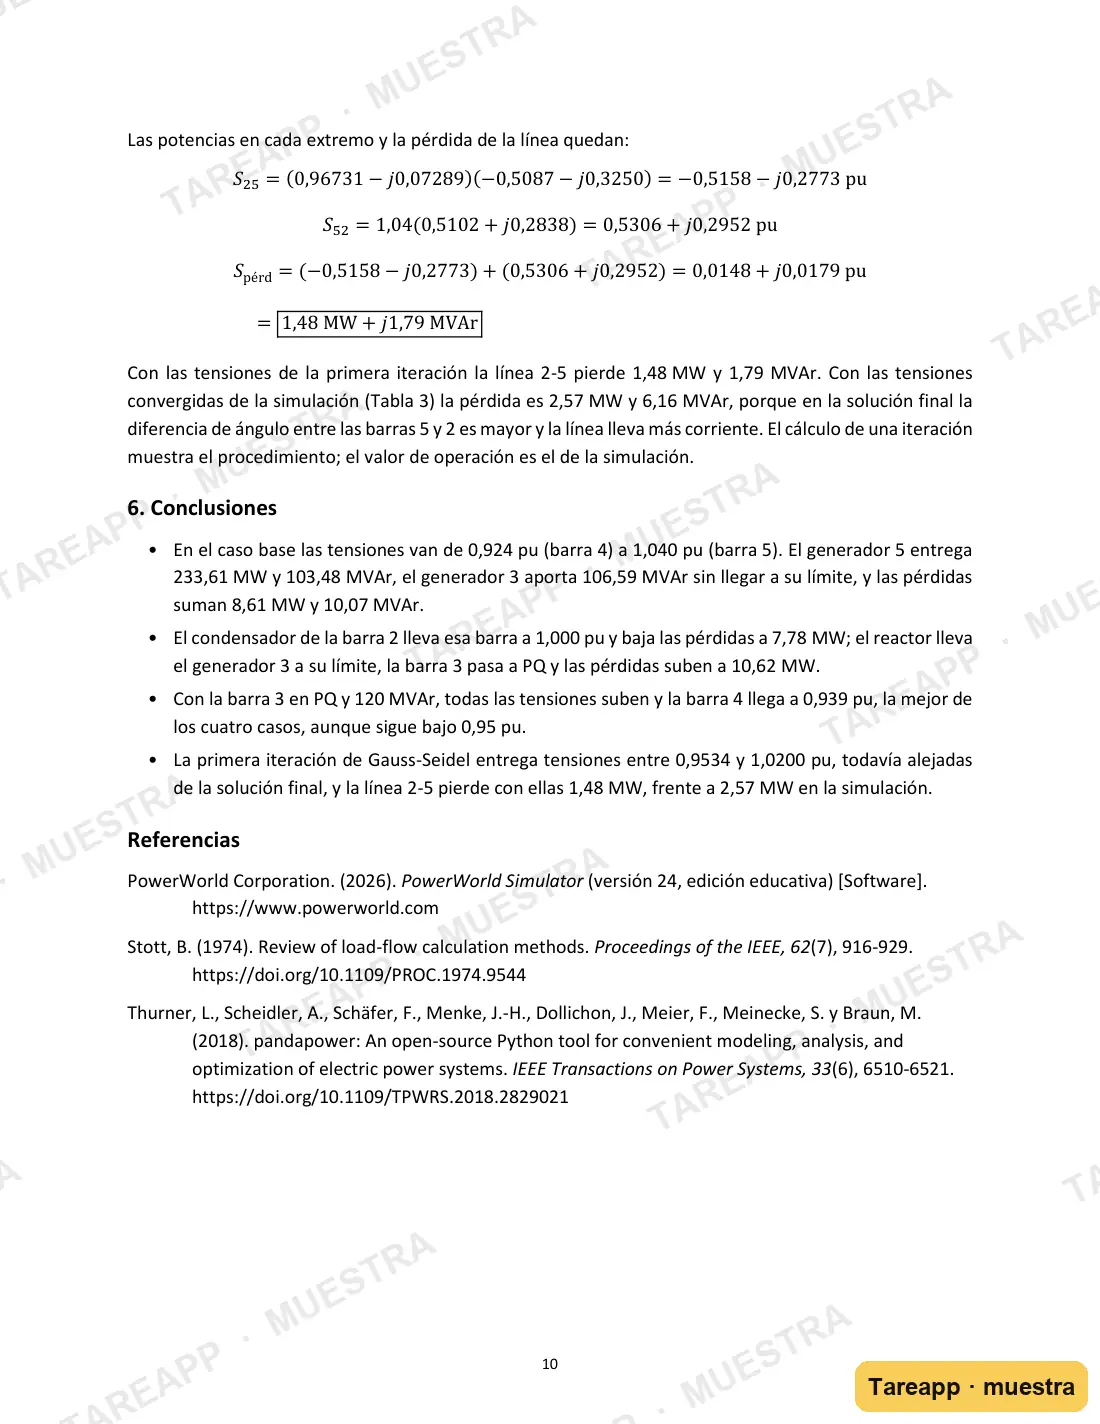 Las potencias en cada extremo y la pérdida de la línea quedan:
S₂₅ = (0,96731 − j0,07289)(−0,5087 − j0,3250) = −0,5158 − j0,2773 pu
S₅₂ = 1,04(0,5102 + j0,2838) = 0,5306 + j0,2952 pu
Spérd = (−0,5158 − j0,2773) + (0,5306 + j0,2952) = 0,0148 + j0,0179 pu
= 1,48 MW + j1,79 MVAr
Con las tensiones de la primera iteración la línea 2-5 pierde 1,48 MW y 1,79 MVAr. Con las tensiones
convergidas de la simulación (Tabla 3) la pérdida es 2,57 MW y 6,16 MVAr, porque en la solución final la
diferencia de ángulo entre las barras 5 y 2 es mayor y la línea lleva más corriente. El cálculo de una iteración
muestra el procedimiento; el valor de operación es el de la simulación.
6. Conclusiones
• En el caso base las tensiones van de 0,924 pu (barra 4) a 1,040 pu (barra 5). El generador 5 entrega
233,61 MW y 103,48 MVAr, el generador 3 aporta 106,59 MVAr sin llegar a su límite, y las pérdidas
suman 8,61 MW y 10,07 MVAr.
• El condensador de la barra 2 lleva esa barra a 1,000 pu y baja las pérdidas a 7,78 MW; el reactor lleva
el generador 3 a su límite, la barra 3 pasa a PQ y las pérdidas suben a 10,62 MW.
• Con la barra 3 en PQ y 120 MVAr, todas las tensiones suben y la barra 4 llega a 0,939 pu, la mejor de
los cuatro casos, aunque sigue bajo 0,95 pu.
• La primera iteración de Gauss-Seidel entrega tensiones entre 0,9534 y 1,0200 pu, todavía alejadas
de la solución final, y la línea 2-5 pierde con ellas 1,48 MW, frente a 2,57 MW en la simulación.
Referencias
PowerWorld Corporation. (2026). PowerWorld Simulator (versión 24, edición educativa) [Software].
https://www.powerworld.com
Stott, B. (1974). Review of load-flow calculation methods. Proceedings of the IEEE, 62(7), 916-929.
https://doi.org/10.1109/PROC.1974.9544
Thurner, L., Scheidler, A., Schäfer, F., Menke, J.-H., Dollichon, J., Meier, F., Meinecke, S. y Braun, M.
(2018). pandapower: An open-source Python tool for convenient modeling, analysis, and
optimization of electric power systems. IEEE Transactions on Power Systems, 33(6), 6510-6521.
https://doi.org/10.1109/TPWRS.2018.2829021
10
Tareapp · muestra
TAREAPP · MUESTRA